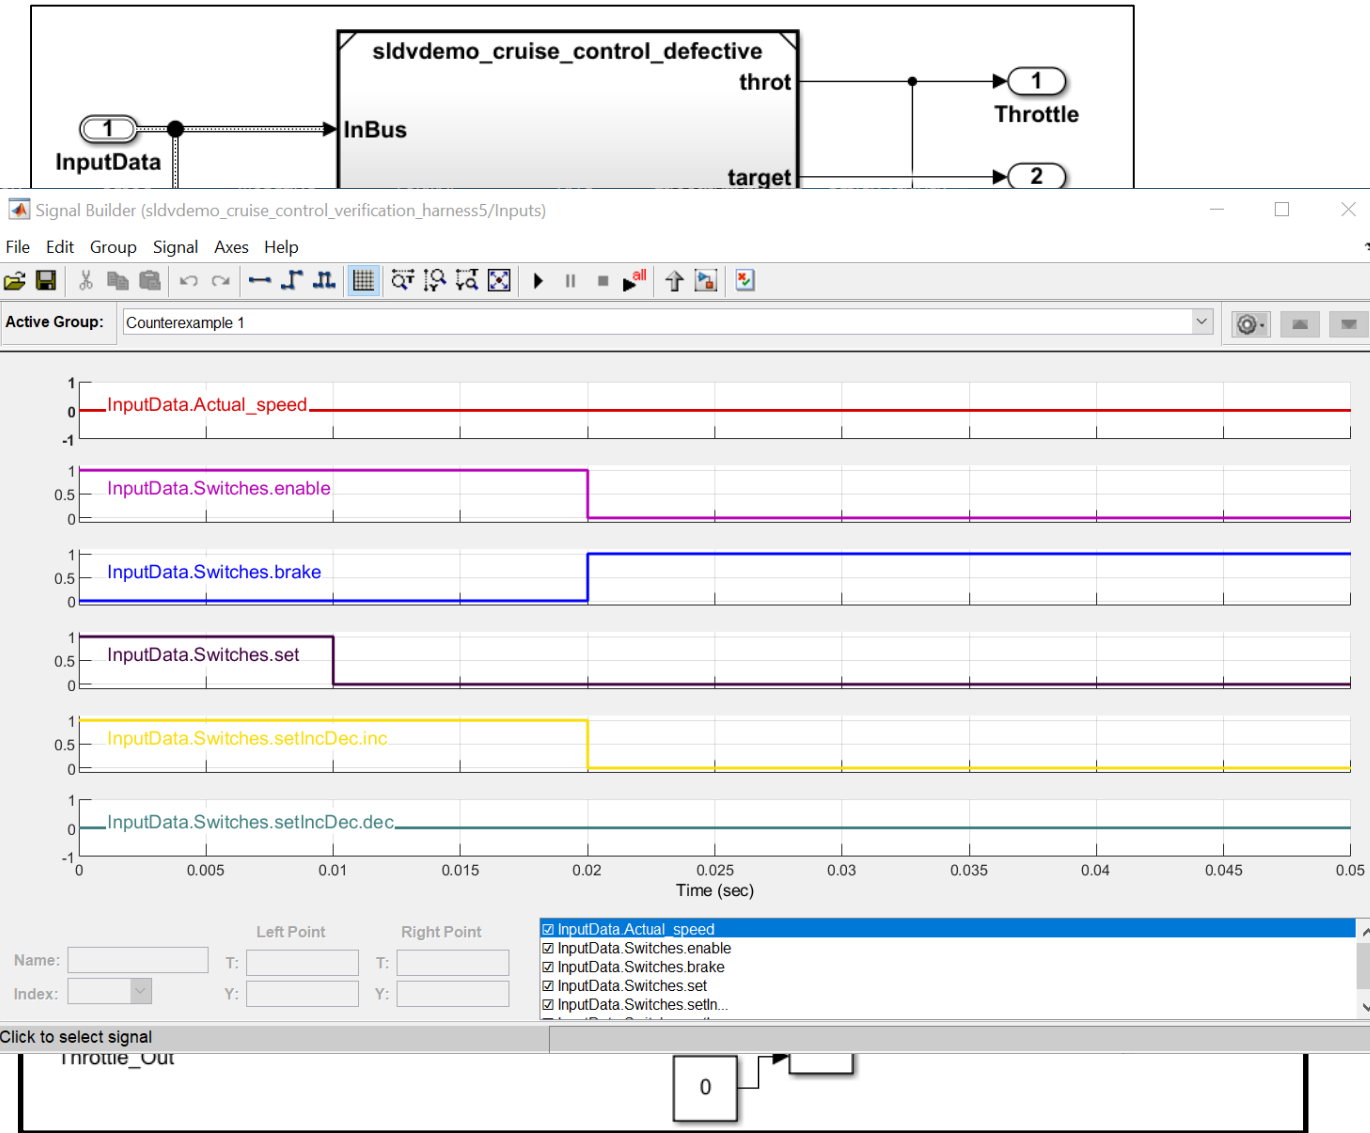 sldvdemo_cruise_control_defective
throt
1
Throttle
1
InBus
InputData
target
2
Signal Builder (sldvdemo_cruise_control_verification_harness5/Inputs)
File Edit Group Signal Axes Help
all
Active Group: Counterexample 1
1
InputData.Actual_speed
0
-1
1
InputData.Switches.enable
0.5
0
1
InputData.Switches.brake
0.5
0
1
InputData.Switches.set
0.5
0
1
InputData.Switches.setIncDec.inc
0.5
0
1
InputData.Switches.setIncDec.dec
0
-1
0 0.005 0.01 0.015 0.02 0.025 0.03 0.035 0.04 0.045 0.05
Time (sec)
Left Point Right Point
Name: T: T:
Index: Y: Y:
InputData.Actual_speed
InputData.Switches.enable
InputData.Switches.brake
InputData.Switches.set
InputData.Switches.setIn...
Click to select signal
Throttle_Out
0